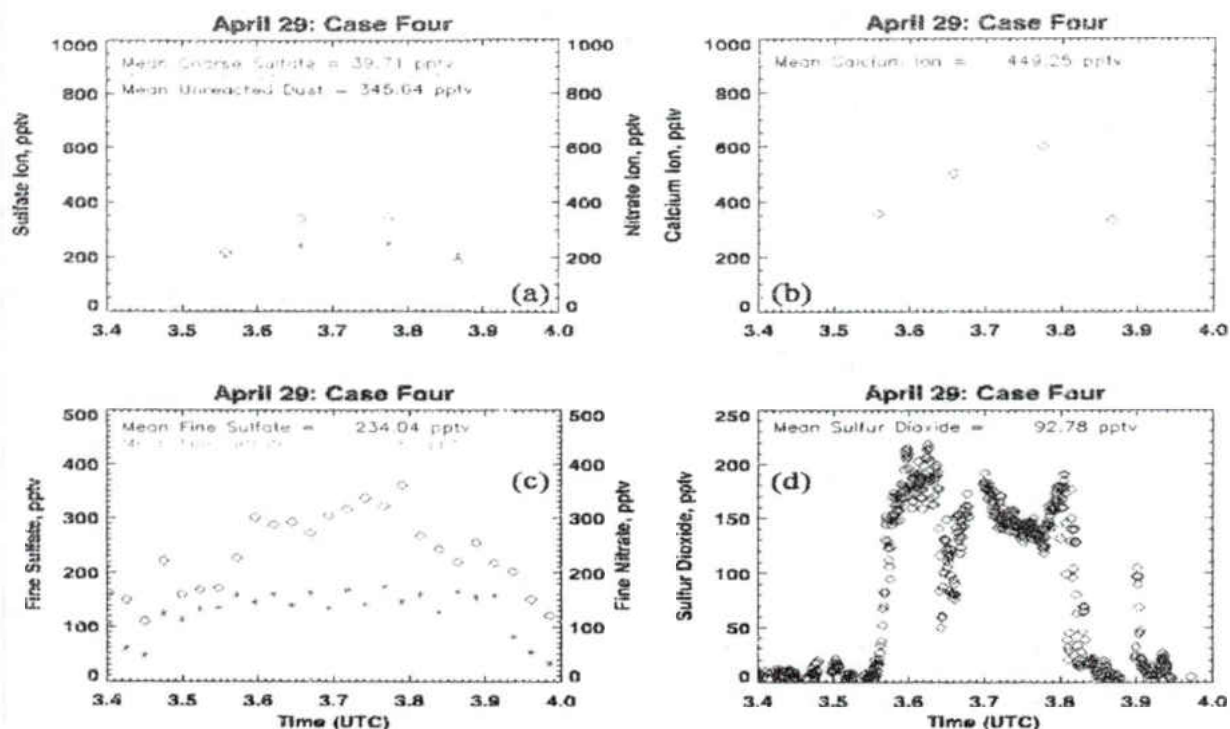 April 29: Case Four
1000 800 600 400 200 0
Mean Coarse Sulfate = 39.71 pptv
Mean Unreacted Dust = 345.64 pptv
Sulfate Ion, pptv
Nitrate Ion, pptv
1000 800 600 400 200 0
(a)
3.4 3.5 3.6 3.7 3.8 3.9 4.0
April 29: Case Four
1000 800 600 400 200 0
Mean Calcium Ion = 449.25 pptv
Calcium Ion, pptv
(b)
3.4 3.5 3.6 3.7 3.8 3.9 4.0
April 29: Case Four
500 400 300 200 100 0
Mean Fine Sulfate = 234.04 pptv
Fine Sulfate, pptv
Fine Nitrate, pptv
500 400 300 200 100 0
(c)
3.4 3.5 3.6 3.7 3.8 3.9 4.0
Time (UTC)
April 29: Case Four
250 200 150 100 50 0
Mean Sulfur Dioxide = 92.78 pptv
Sulfur Dioxide, pptv
(d)
3.4 3.5 3.6 3.7 3.8 3.9 4.0
Time (UTC)